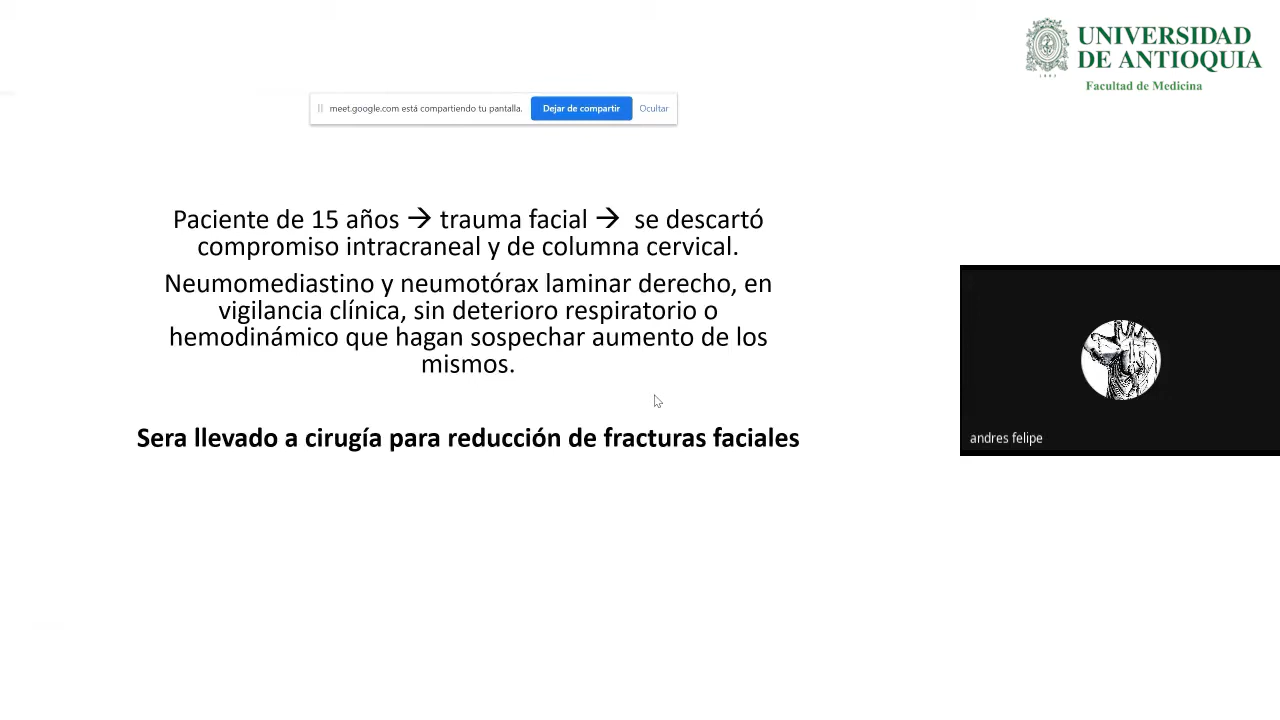 UNIVERSIDAD
DE ANTIOQUIA
1803
Facultad de Medicina
meet.google.com está compartiendo tu pantalla. Dejar de compartir Ocultar
Paciente de 15 años → trauma facial → se descartó
compromiso intracraneal y de columna cervical.
Neumomediastino y neumotórax laminar derecho, en
vigilancia clínica, sin deterioro respiratorio o
hemodinámico que hagan sospechar aumento de los
mismos.
Sera llevado a cirugía para reducción de fracturas faciales
andres felipe